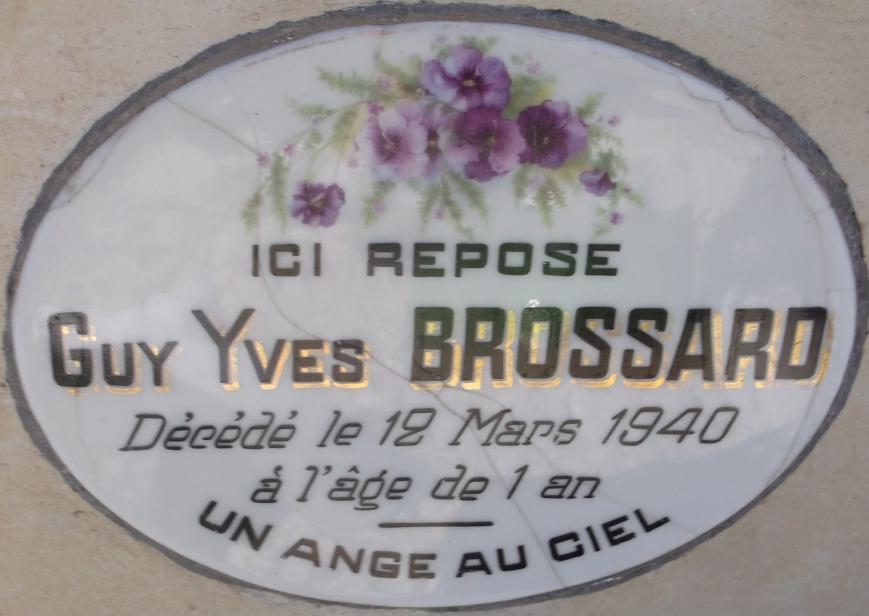 ICI REPOSE
GUY YVES BROSSARD
Décédé le 12 Mars 1940
à l'âge de 1 an
UN ANGE AU CIEL